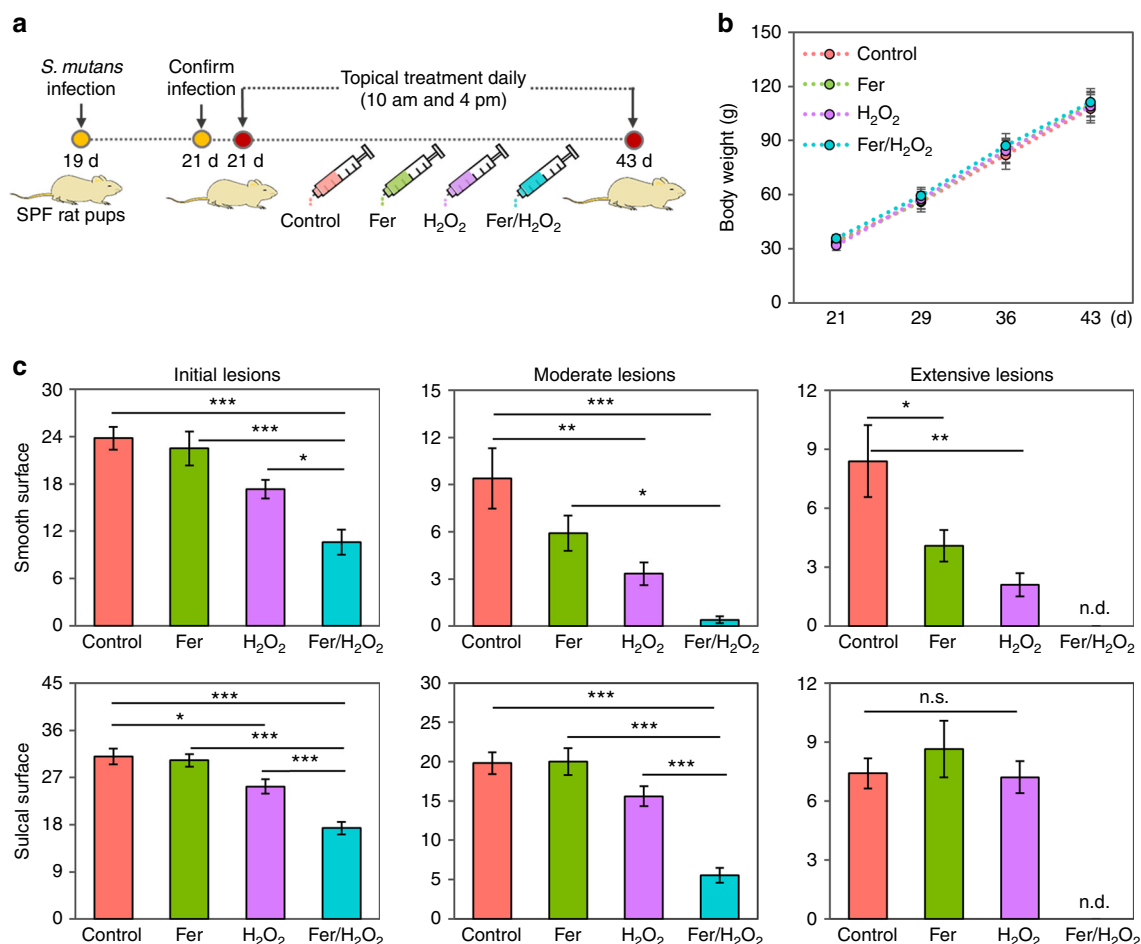 a
S. mutans
infection
Confirm
infection
Topical treatment daily
(10 am and 4 pm)
19 d
21 d
21 d
43 d
SPF rat pups
Control
Fer
H₂O₂
Fer/H₂O₂
b
Body weight (g)
150
120
90
60
30
0
Control
Fer
H₂O₂
Fer/H₂O₂
21
29
36
43
(d)
c
Initial lesions
Smooth surface
30
24
18
12
6
0
***
***
*
Control
Fer
H₂O₂
Fer/H₂O₂
Moderate lesions
15
12
9
6
3
0
***
**
*
Control
Fer
H₂O₂
Fer/H₂O₂
Extensive lesions
12
9
6
3
0
*
**
n.d.
Control
Fer
H₂O₂
Fer/H₂O₂
Sulcal surface
45
36
27
18
9
0
***
*
***
***
Control
Fer
H₂O₂
Fer/H₂O₂
30
25
20
15
10
5
0
***
***
***
Control
Fer
H₂O₂
Fer/H₂O₂
12
9
6
3
0
n.s.
n.d.
Control
Fer
H₂O₂
Fer/H₂O₂